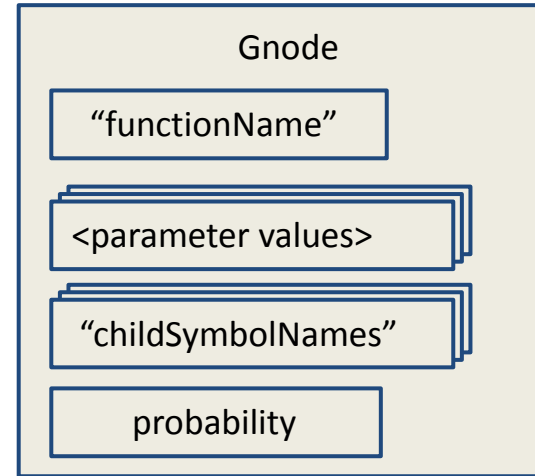 Gnode
“functionName”
<parameter values>
“childSymbolNames”
probability